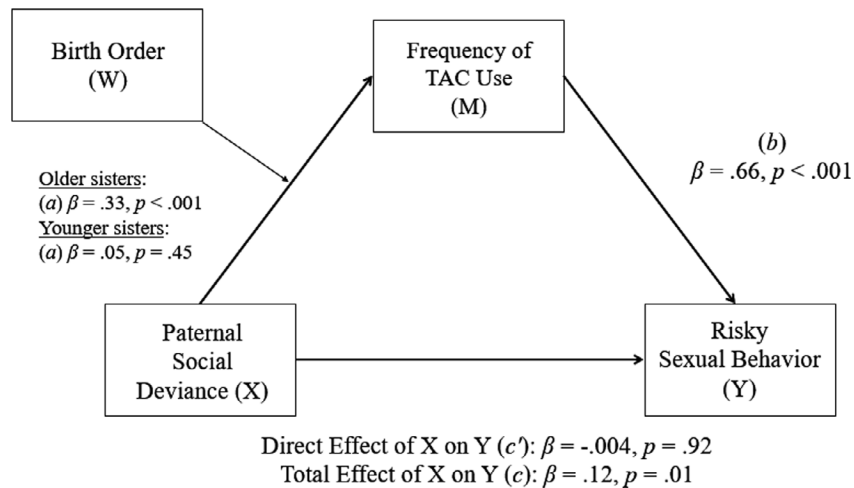 Birth Order
(W)
Frequency of
TAC Use
(M)
(b)
β = .66, p < .001
Older sisters:
(a) β = .33, p < .001
Younger sisters:
(a) β = .05, p = .45
Paternal
Social
Deviance (X)
Risky
Sexual Behavior
(Y)
Direct Effect of X on Y (c′): β = -.004, p = .92
Total Effect of X on Y (c): β = .12, p = .01